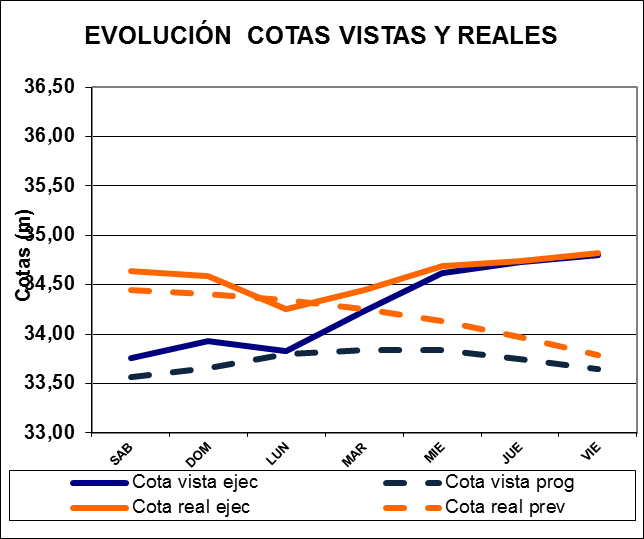 EVOLUCIÓN  COTAS VISTAS Y REALES
36,50
36,00
35,50
35,00
34,50
34,00
33,50
33,00
Cotas (m)
SAB DOM LUN MAR MIE JUE VIE
Cota vista ejec Cota vista prog
Cota real ejec Cota real prev